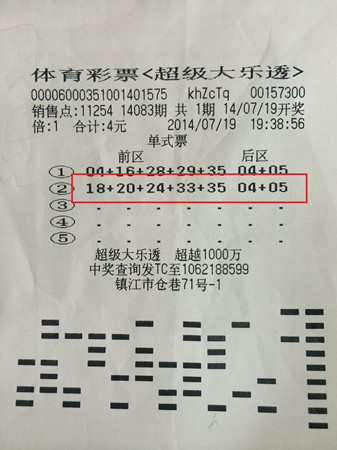 体育彩票<超级大乐透>
00006000351001401575 khZcTq 00157300
销售点:11254 14083期 共 1期 14/07/19开奖
倍:1 合计:4元 2014/07/19 19:38:56
单式票
前区 后区
① 04+16+28+29+35 04+05
② 18+20+24+33+35 04+05
③ - - - - - - -
④ - - - - - - -
⑤ - - - - - - -
超级大乐透 超越1000万
中奖查询发TC至1062188599
镇江市仓巷71号-1